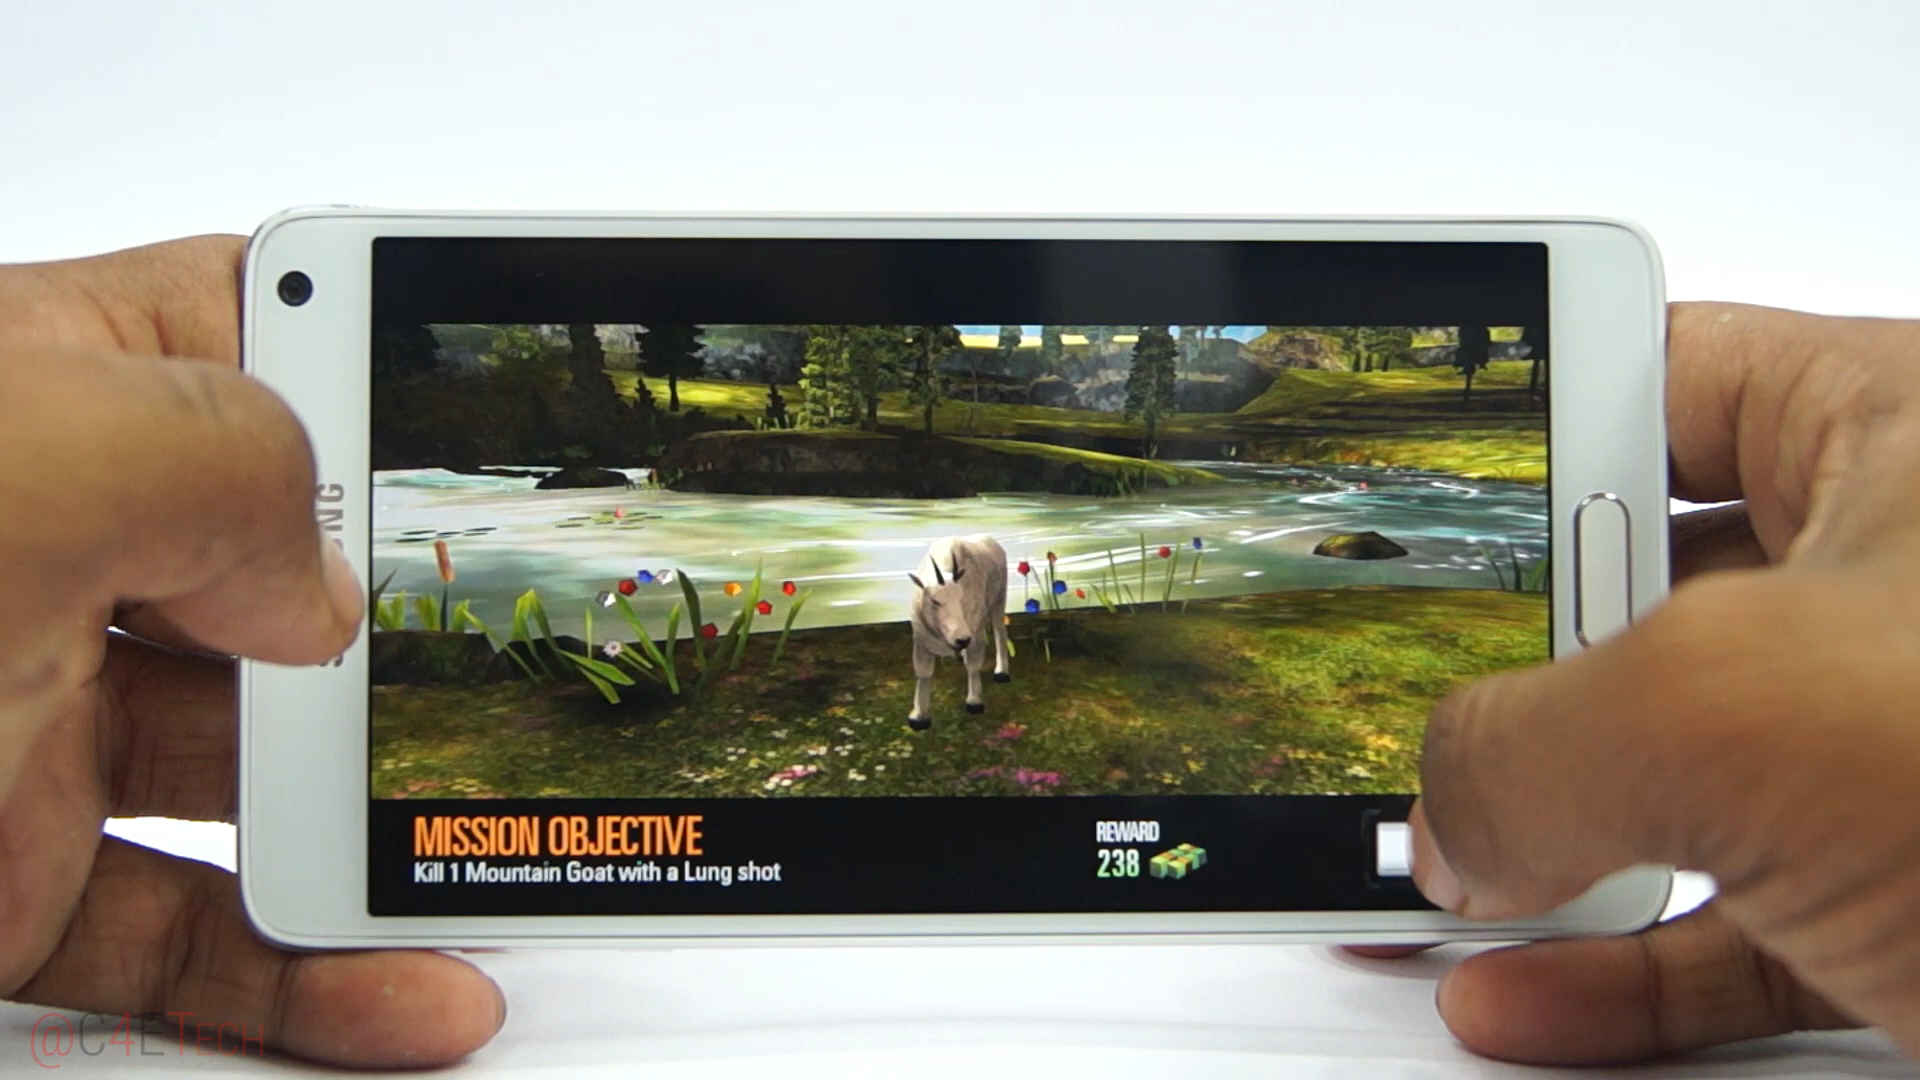 MISSION OBJECTIVE
Kill 1 Mountain Goat with a Lung shot
REWARD
238
@C4ETECH